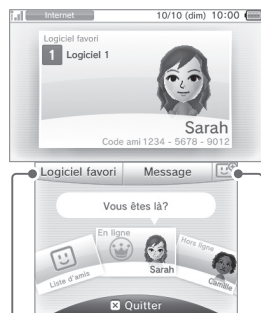 Internet 10/10 (dim) 10:00
Logiciel favori
1 Logiciel 1
Sarah
Code ami 1234 - 5678 - 9012
Logiciel favori Message
Vous êtes là?
En ligne
Hors ligne
Liste d'amis
Sarah
Camille
X Quitter